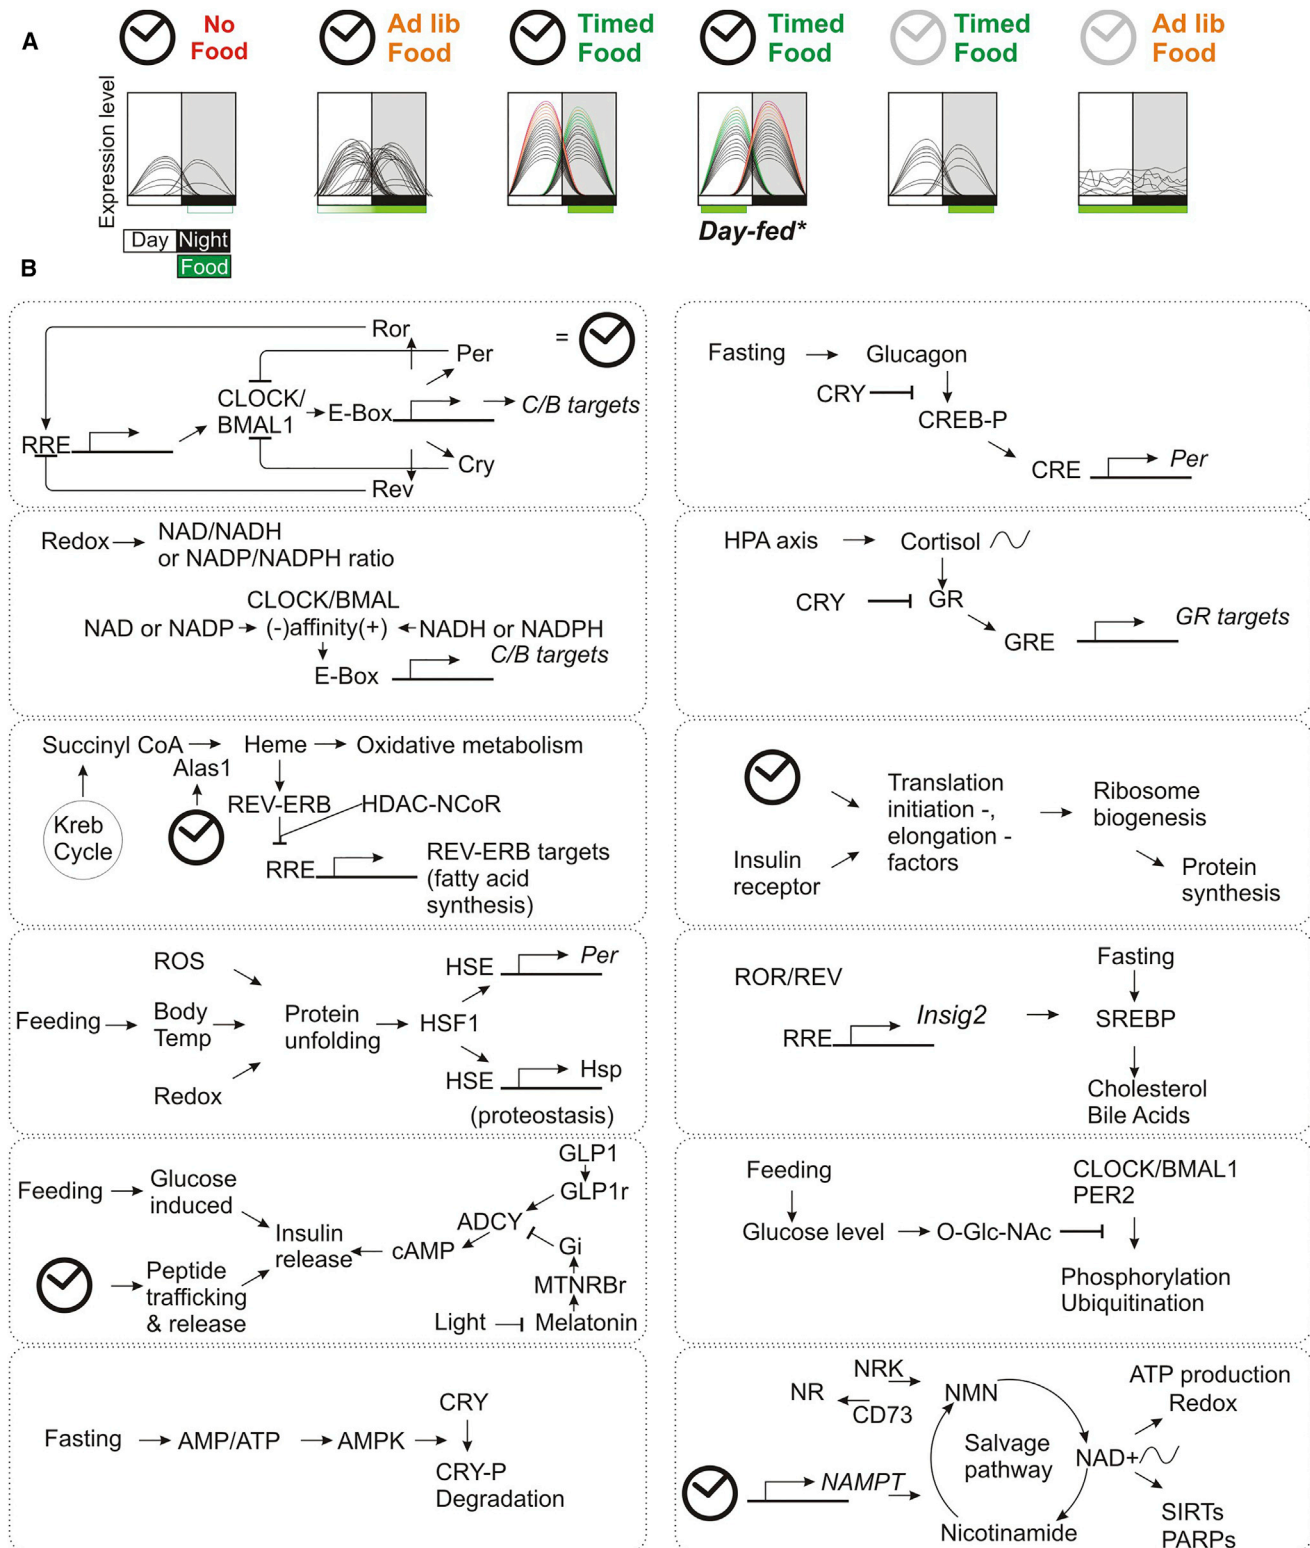 A
No
Food
Ad lib
Food
Timed
Food
Timed
Food
Timed
Food
Ad lib
Food
Expression level
Day-fed*
Day Night
Food
B
Ror
Per
=
CLOCK/
BMAL1
E-Box
C/B targets
RRE
Cry
Rev
Fasting
Glucagon
CRY
CREB-P
CRE
Per
Redox
NAD/NADH
or NADP/NADPH ratio
CLOCK/BMAL
NAD or NADP
(-)affinity(+)
NADH or NADPH
C/B targets
E-Box
HPA axis
Cortisol
CRY
GR
GRE
GR targets
Succinyl CoA
Heme
Oxidative metabolism
Alas1
REV-ERB
HDAC-NCoR
Kreb
Cycle
RRE
REV-ERB targets
(fatty acid
synthesis)
Translation
initiation -,
elongation -
factors
Ribosome
biogenesis
Insulin
receptor
Protein
synthesis
ROS
Feeding
Body
Temp
Redox
Protein
unfolding
HSF1
HSE
Per
HSE
Hsp
(proteostasis)
ROR/REV
RRE
Insig2
Fasting
SREBP
Cholesterol
Bile Acids
Feeding
Glucose
induced
Insulin
release
Peptide
trafficking
& release
cAMP
ADCY
GLP1
GLP1r
Gi
MTNRBr
Light
Melatonin
Feeding
Glucose level
O-Glc-NAc
CLOCK/BMAL1
PER2
Phosphorylation
Ubiquitination
Fasting
AMP/ATP
AMPK
CRY
CRY-P
Degradation
NRK
NR
CD73
NMN
ATP production
Redox
Salvage
pathway
NAD+
NAMPT
Nicotinamide
SIRTs
PARPs